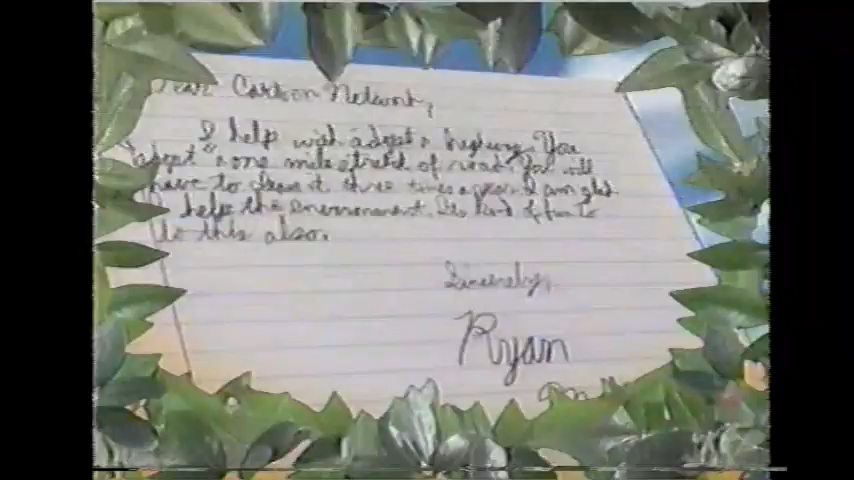 Dear Cartoon Network,
I help with adopt a highway. You
"adopt" a one mile stretch of road. You will
have to clean it three times a year. I am glad
to help the environment. Its kind of fun to
do this also.
Sincerely,
Ryan